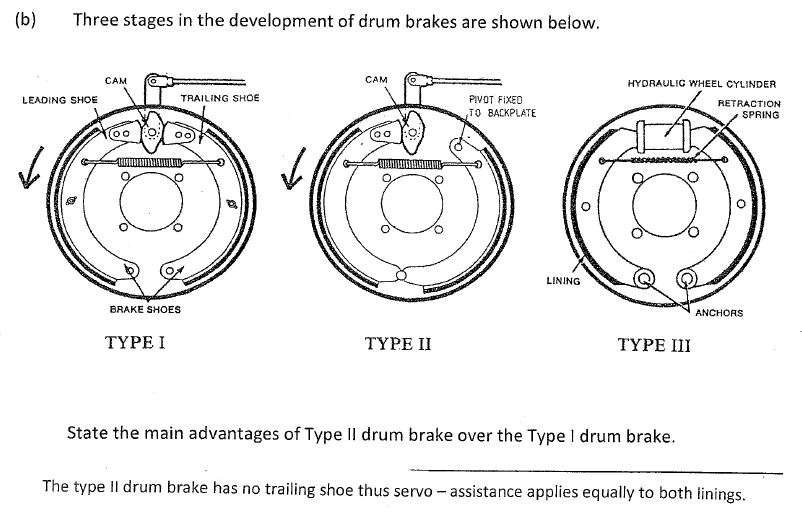 (b) Three stages in the development of drum brakes are shown below.
CAM
LEADING SHOE
TRAILING SHOE
BRAKE SHOES
TYPE I
CAM
PIVOT FIXED
TO BACKPLATE
TYPE II
HYDRAULIC WHEEL CYLINDER
RETRACTION
SPRING
LINING
ANCHORS
TYPE III
State the main advantages of Type II drum brake over the Type I drum brake.
The type II drum brake has no trailing shoe thus servo – assistance applies equally to both linings.